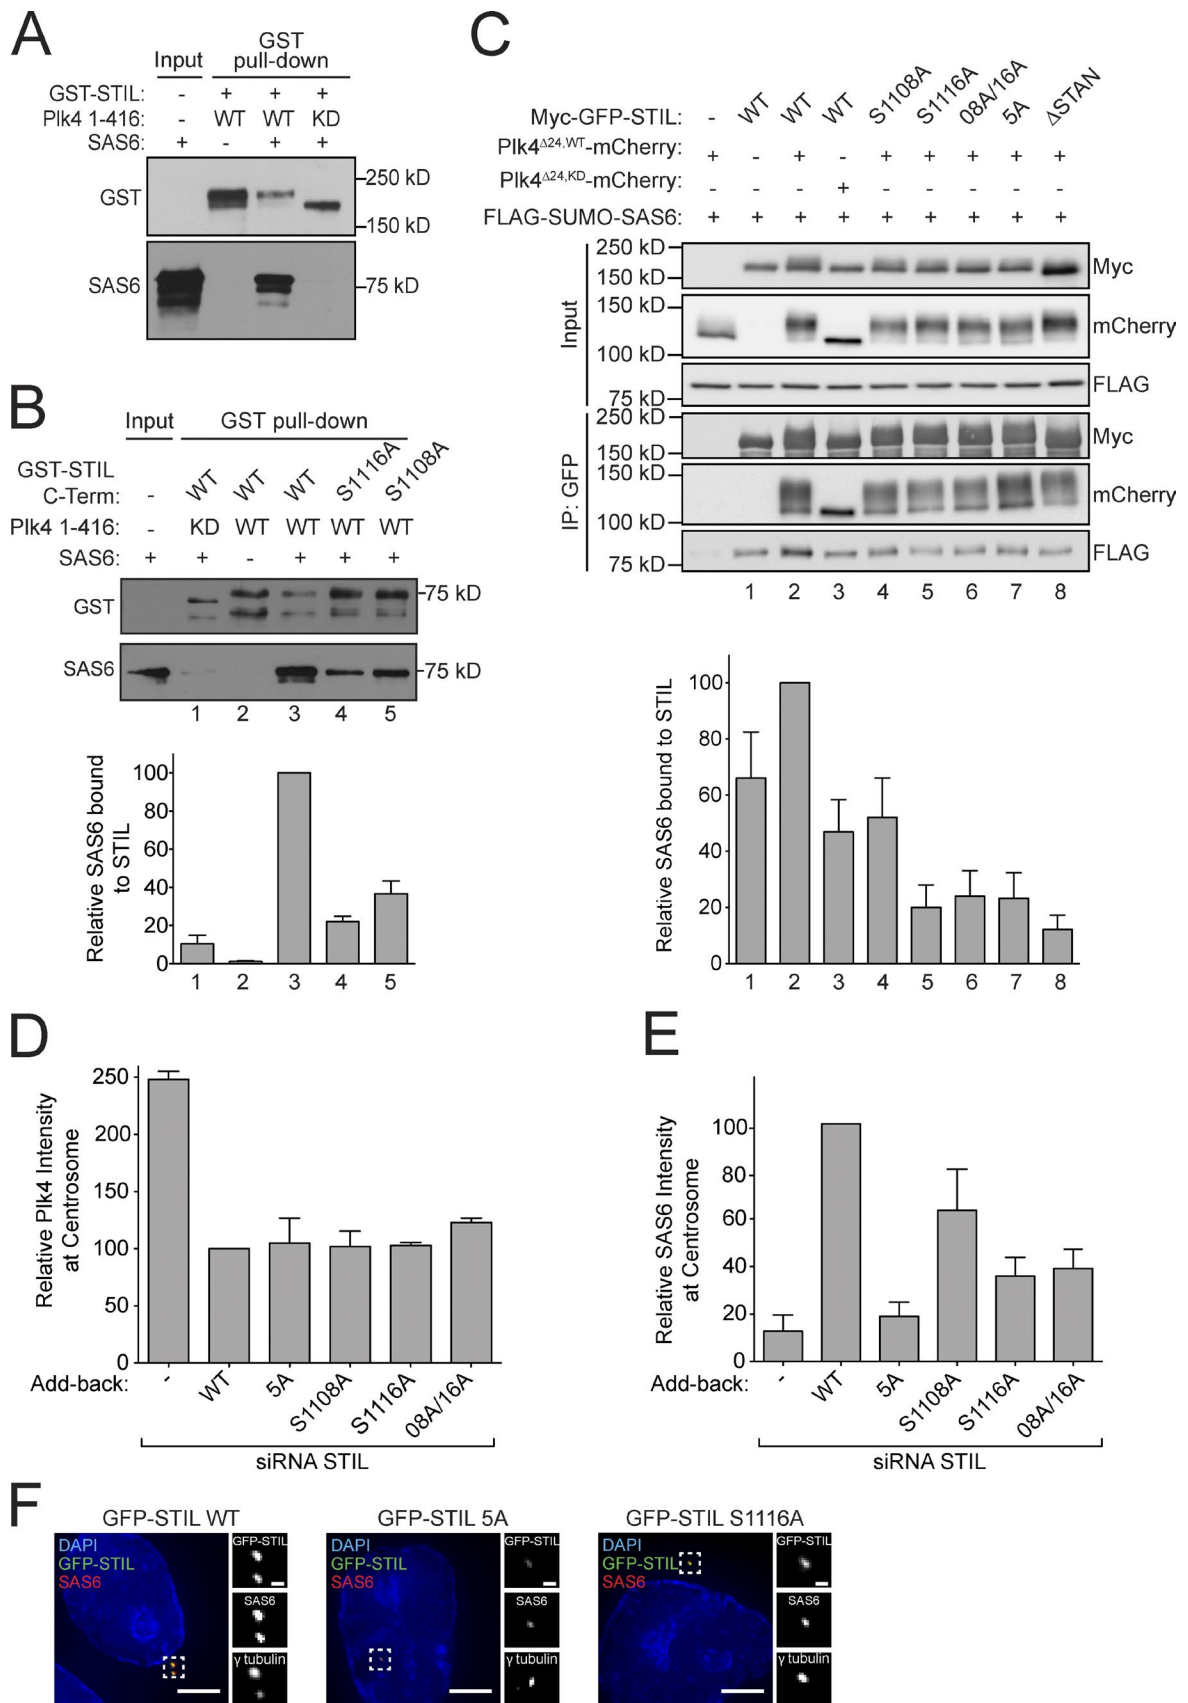 A
Input
GST
pull-down
GST-STIL: - + + +
Plk4 1-416: - WT WT KD
SAS6: + - + +
GST
250 kD
150 kD
SAS6
75 kD
B
Input
GST pull-down
GST-STIL
C-Term: - WT WT WT S1116A S1108A
Plk4 1-416: - KD WT WT WT WT
SAS6: + + - + + +
GST
75 kD
SAS6
75 kD
1 2 3 4 5
Relative SAS6 bound
to STIL
100
80
60
40
20
0
1 2 3 4 5
C
Myc-GFP-STIL: - WT WT WT S1108A S1116A 08A/16A 5A ΔSTAN
Plk4Δ24,WT-mCherry: + - + - + + + + +
Plk4Δ24,KD-mCherry: - - - + - - - - -
FLAG-SUMO-SAS6: + + + + + + + + +
Input
250 kD
150 kD
Myc
150 kD
100 kD
mCherry
75 kD
FLAG
IP: GFP
250 kD
150 kD
Myc
150 kD
100 kD
mCherry
75 kD
FLAG
1 2 3 4 5 6 7 8
Relative SAS6 bound to STIL
100
80
60
40
20
0
1 2 3 4 5 6 7 8
D
Relative Plk4 Intensity
at Centrosome
250
200
150
100
50
0
Add-back: - WT 5A S1108A S1116A 08A/16A
siRNA STIL
E
Relative SAS6 Intensity
at Centrosome
100
80
60
40
20
0
Add-back: - WT 5A S1108A S1116A 08A/16A
siRNA STIL
F
GFP-STIL WT
DAPI
GFP-STIL
SAS6
GFP-STIL
SAS6
γ tubulin
GFP-STIL 5A
DAPI
GFP-STIL
SAS6
GFP-STIL
SAS6
γ tubulin
GFP-STIL S1116A
DAPI
GFP-STIL
SAS6
GFP-STIL
SAS6
γ tubulin